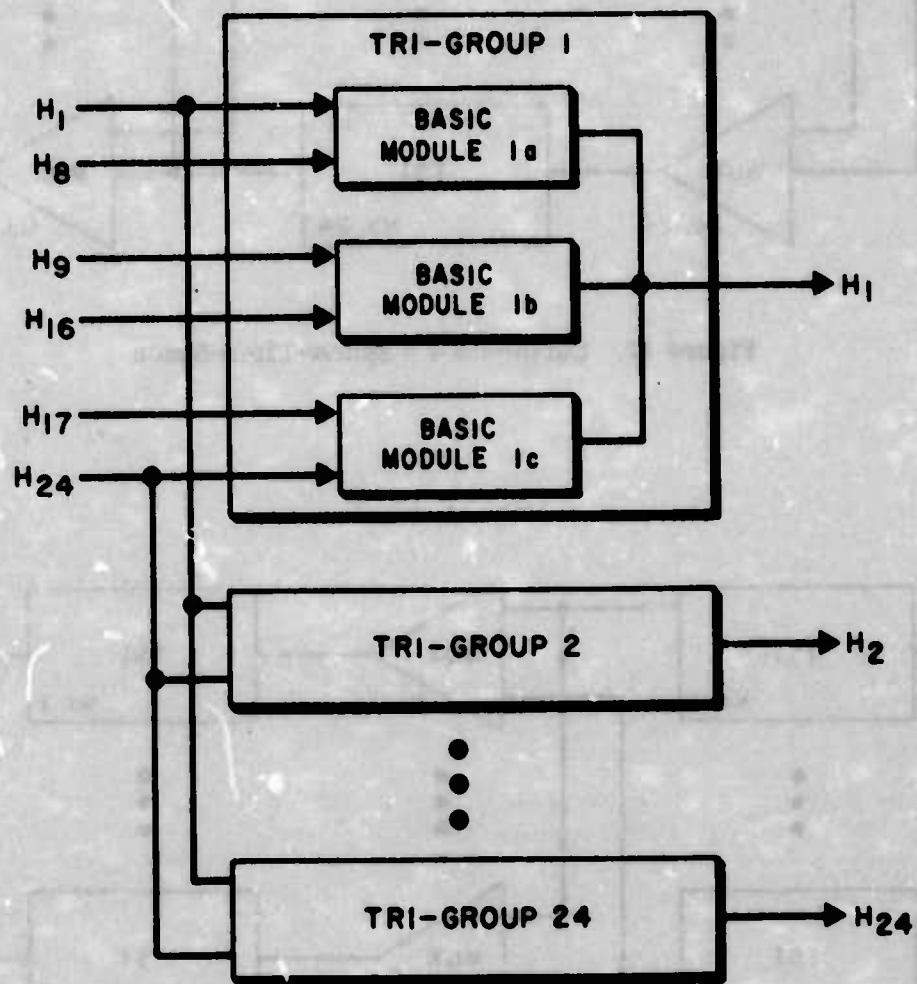 TRI-GROUP 1
H1
H8
BASIC
MODULE 1a
H9
H16
BASIC
MODULE 1b
H1
H17
H24
BASIC
MODULE 1c
TRI-GROUP 2
H2
TRI-GROUP 24
H24